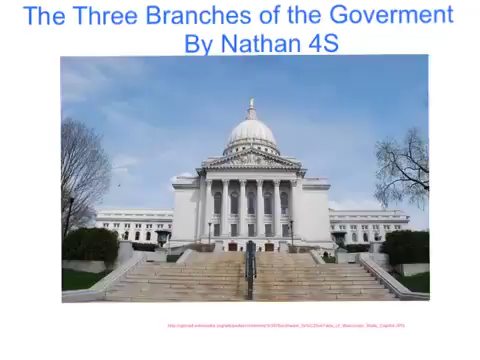 The Three Branches of the Goverment
By Nathan 4S